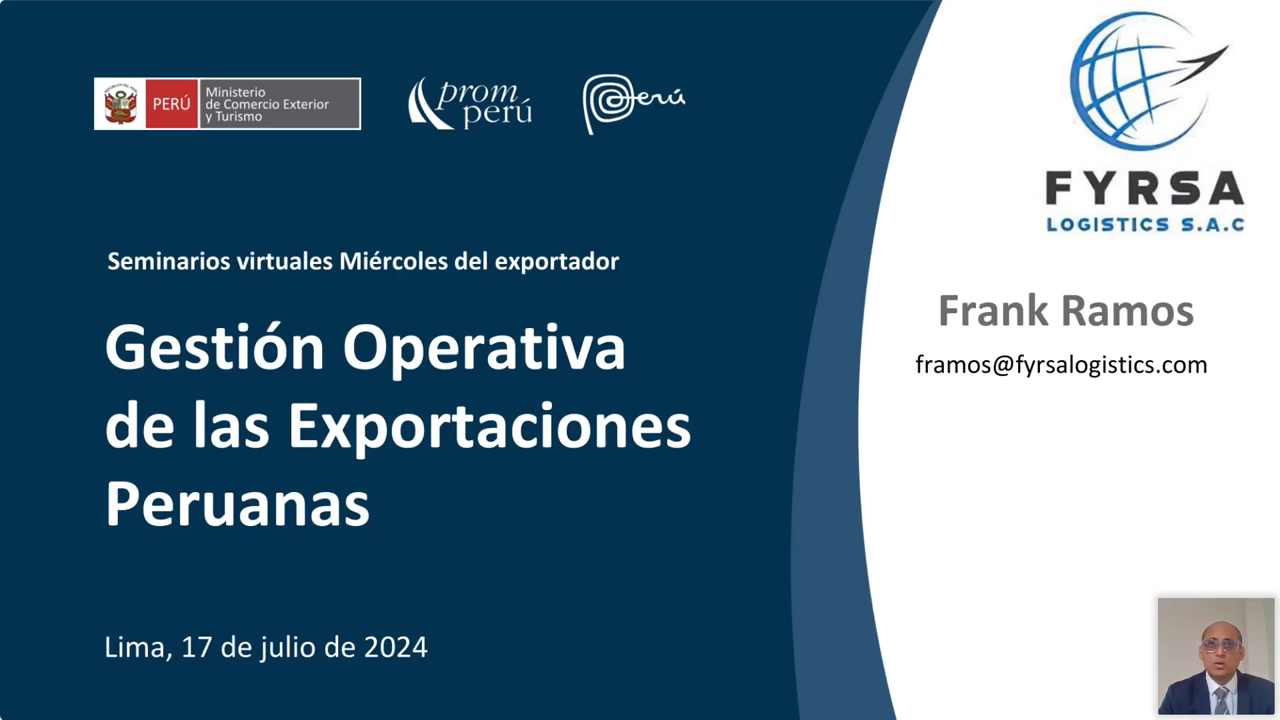 PERÚ
Ministerio
de Comercio Exterior
y Turismo
prom
perú
Perú
Seminarios virtuales Miércoles del exportador
Gestión Operativa
de las Exportaciones
Peruanas
Lima, 17 de julio de 2024
FYRSA
LOGISTICS S.A.C
Frank Ramos
framos@fyrsalogistics.com